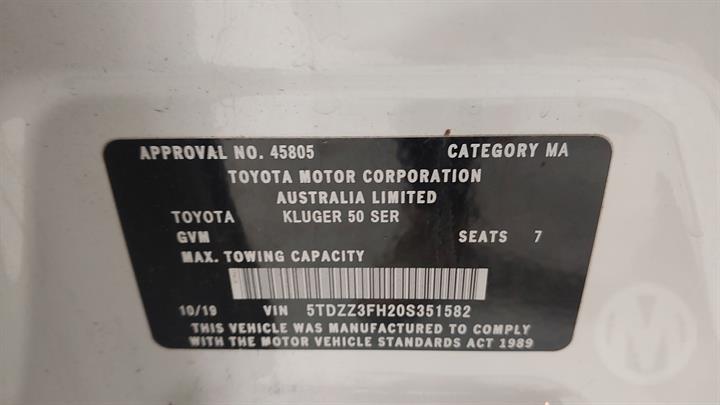 APPROVAL NO. 45805 CATEGORY MA
TOYOTA MOTOR CORPORATION
AUSTRALIA LIMITED
TOYOTA KLUGER 50 SER
GVM SEATS 7
MAX. TOWING CAPACITY
10/19 VIN 5TDZZ3FH20S351582
THIS VEHICLE WAS MANUFACTURED TO COMPLY
WITH THE MOTOR VEHICLE STANDARDS ACT 1989
M